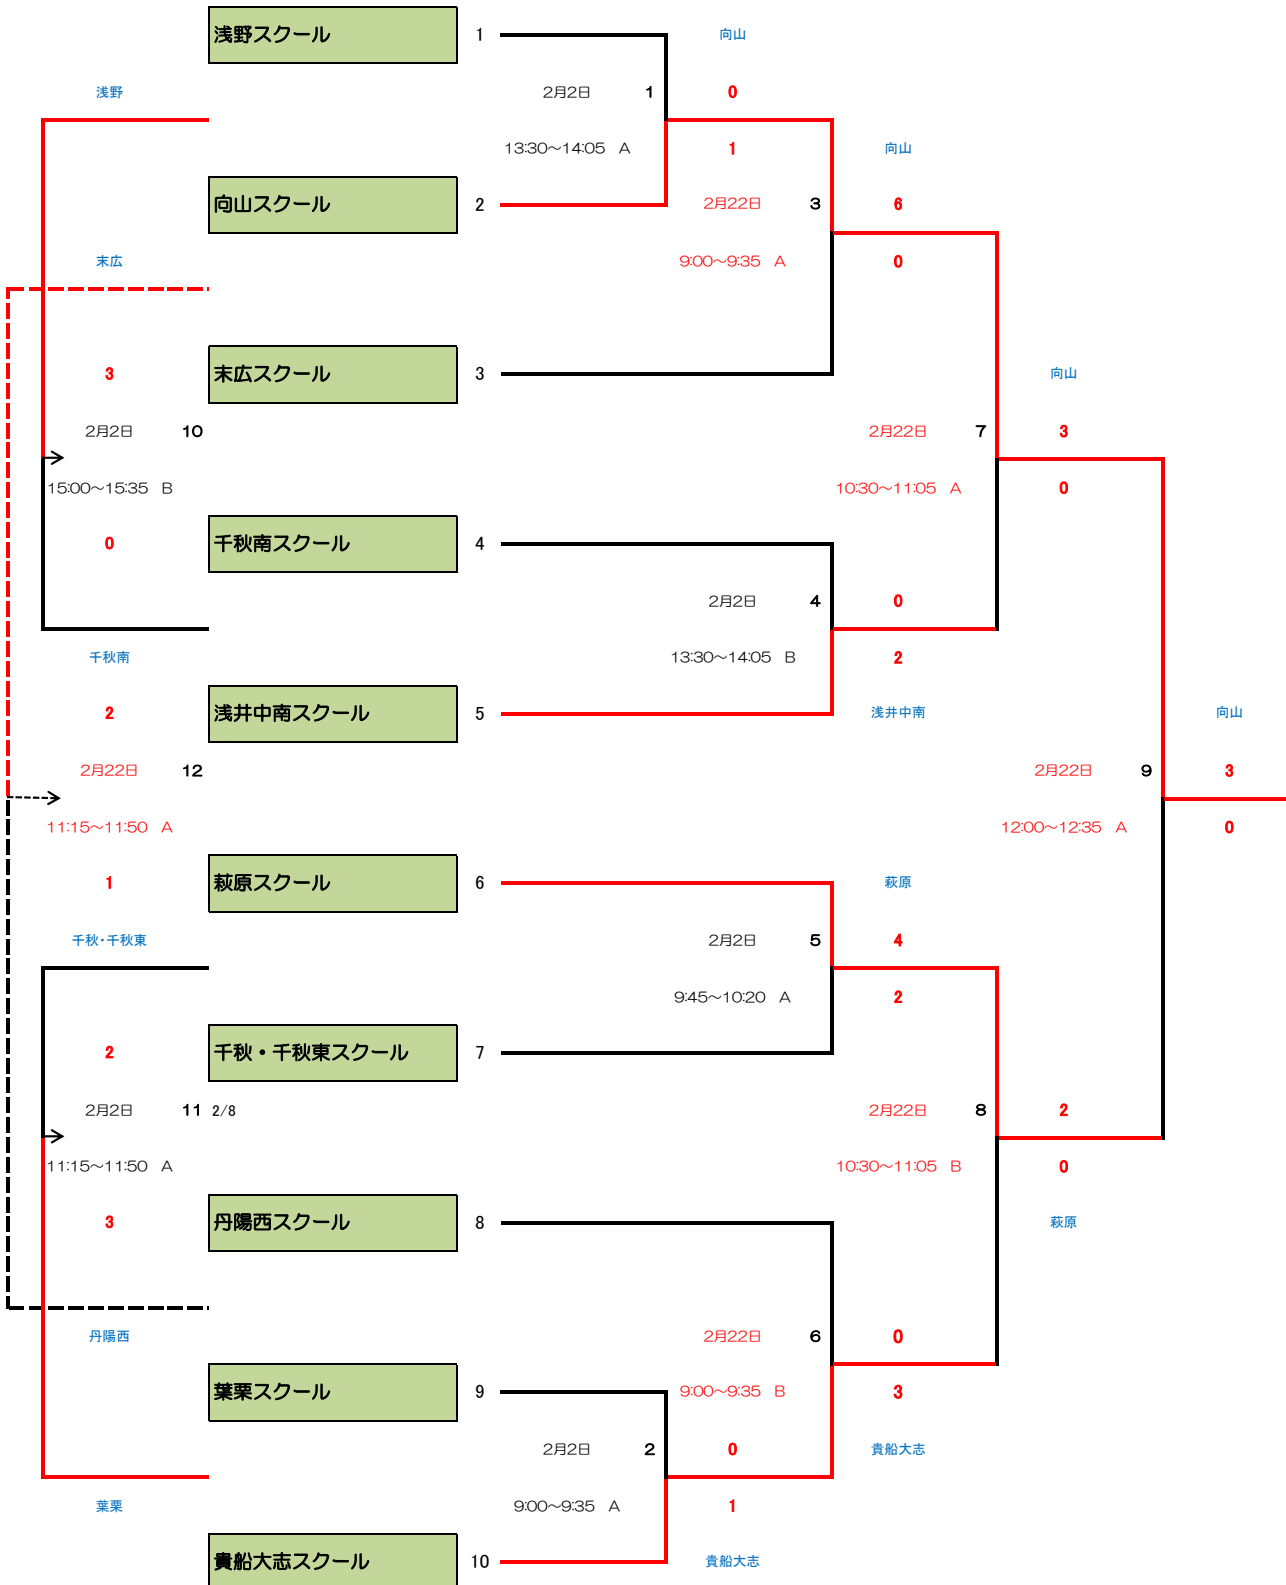 浅野スクール 1 向山
浅野 2月2日 1 0
13:30～14:05 A 1 向山
向山スクール 2 2月22日 3 6
末広 9:00～9:35 A 0
3 末広スクール 3 向山
2月2日 10 2月22日 7 3
15:00～15:35 B 10:30～11:05 A 0
0 千秋南スクール 4
2月2日 4 0
千秋南 13:30～14:05 B 2
2 浅井中南スクール 5 浅井中南 向山
2月22日 12 2月22日 9 3
11:15～11:50 A 12:00～12:35 A 0
1 萩原スクール 6 萩原
千秋・千秋東 2月2日 5 4
9:45～10:20 A 2
2 千秋・千秋東スクール 7
2月2日 11 2/8 2月22日 8 2
11:15～11:50 A 10:30～11:05 B 0
3 丹陽西スクール 8 萩原
丹陽西 2月22日 6 0
葉栗スクール 9 9:00～9:35 B 3
2月2日 2 0 貴船大志
葉栗 9:00～9:35 A 1
貴船大志スクール 10 貴船大志